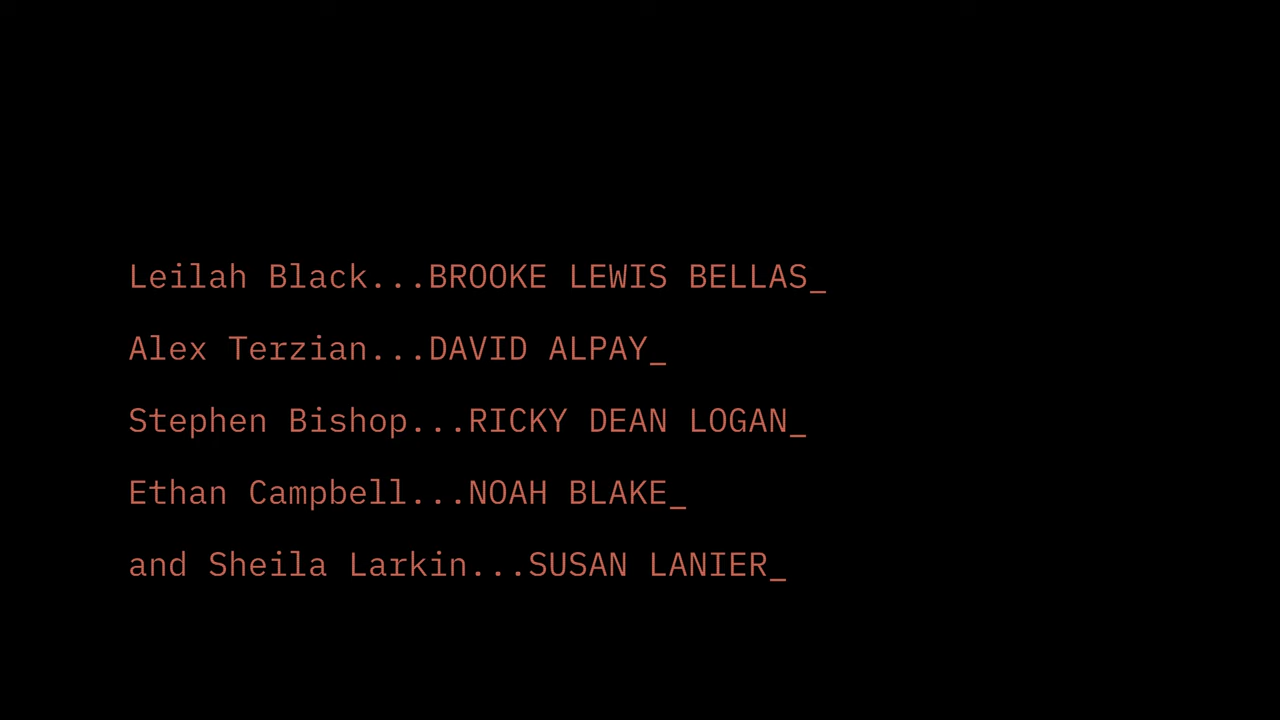 Leilah Black...BROOKE LEWIS BELLAS_
Alex Terzian...DAVID ALPAY_
Stephen Bishop...RICKY DEAN LOGAN_
Ethan Campbell...NOAH BLAKE_
and Sheila Larkin...SUSAN LANIER_